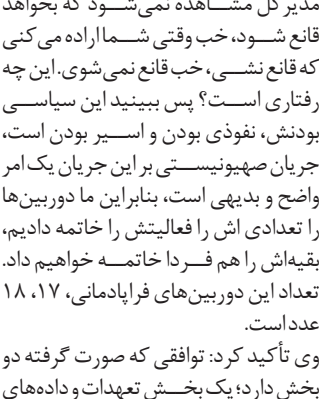 مدیر کل مشاهده نمی‌شود که بخواهد
قانع شود، خب وقتی شما اراده می‌کنی
که قانع نشی، خب قانع نمی‌شوی. این چه
رفتاری است؟ پس ببینید این سیاسی
بودنش، نفوذی بودن و اسیر بودن است،
جریان صهیونیستی بر این جریان یک امر
واضح و بدیهی است، بنابراین ما دوربین‌ها
را تعدادی اش را فعالیتش را خاتمه دادیم،
بقیه‌اش را هم فردا خاتمه خواهیم داد.
تعداد این دوربین‌های فراپادمانی، ۱۷، ۱۸
عدد است.
وی تأکید کرد: توافقی که صورت گرفته دو
بخش دارد؛ یک بخش تعهدات و داده‌های